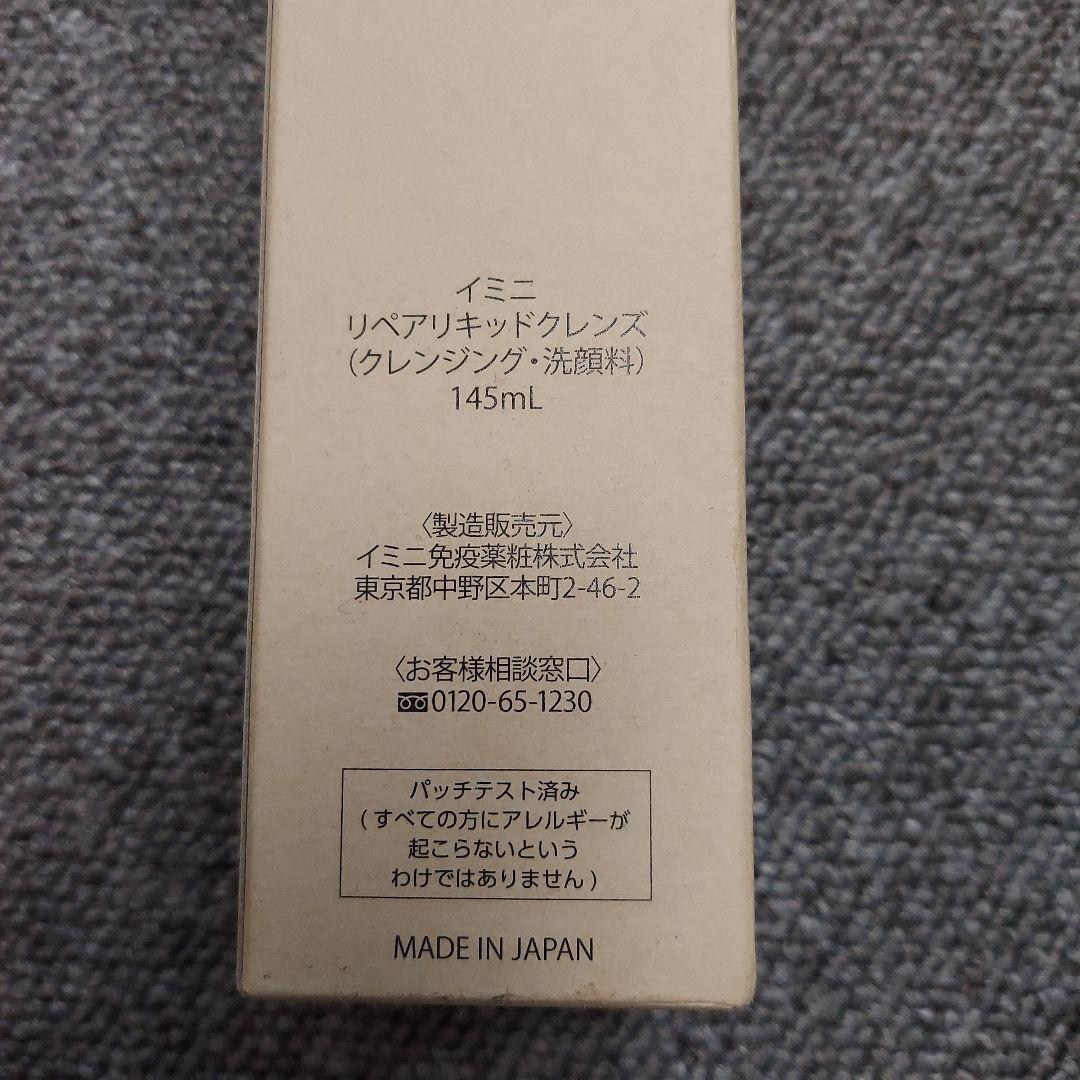 イミニ
リペアリキッドクレンズ
(クレンジング・洗顔料)
145mL
〈製造販売元〉
イミニ免疫薬粧株式会社
東京都中野区本町2-46-2
〈お客様相談窓口〉
0120-65-1230
パッチテスト済み
(すべての方にアレルギーが
起こらないという
わけではありません)
MADE IN JAPAN